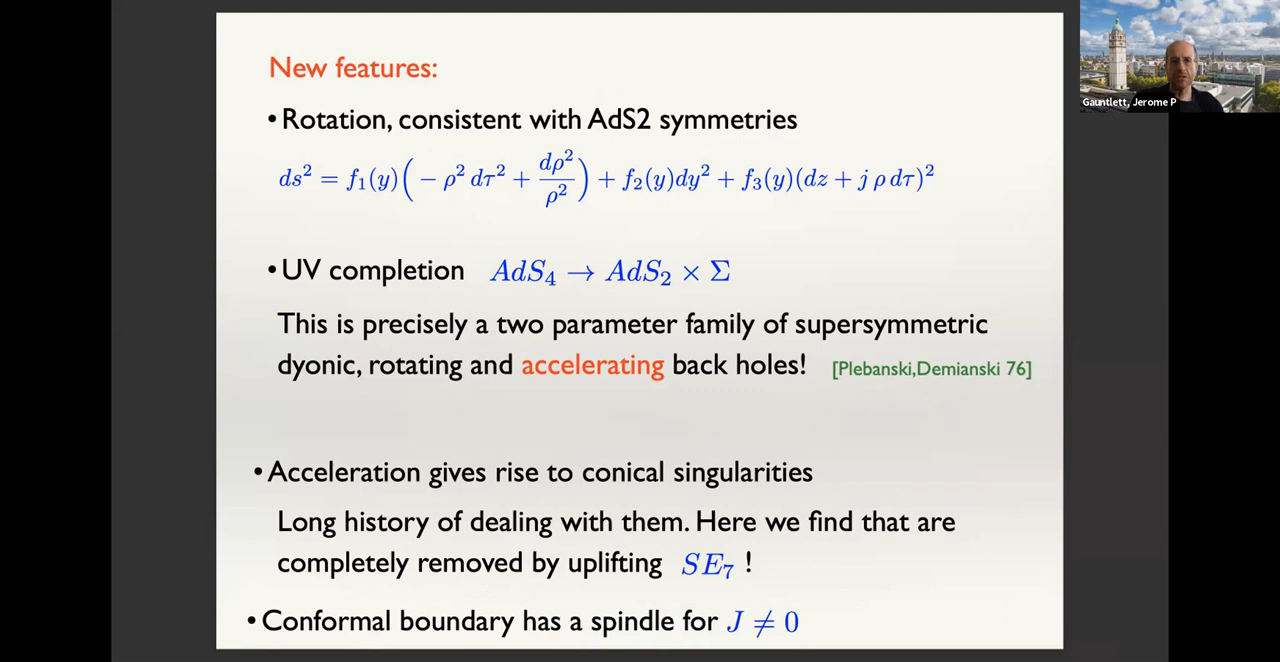 New features:
• Rotation, consistent with AdS2 symmetries
ds² = f₁(y)( − ρ² dτ² + dρ²/ρ² ) + f₂(y)dy² + f₃(y)(dz + j ρ dτ)²
• UV completion AdS₄ → AdS₂ × Σ
This is precisely a two parameter family of supersymmetric
dyonic, rotating and accelerating back holes! [Plebanski,Demianski 76]
• Acceleration gives rise to conical singularities
Long history of dealing with them. Here we find that are
completely removed by uplifting SE₇ !
• Conformal boundary has a spindle for J ≠ 0
Gauntlett, Jerome P